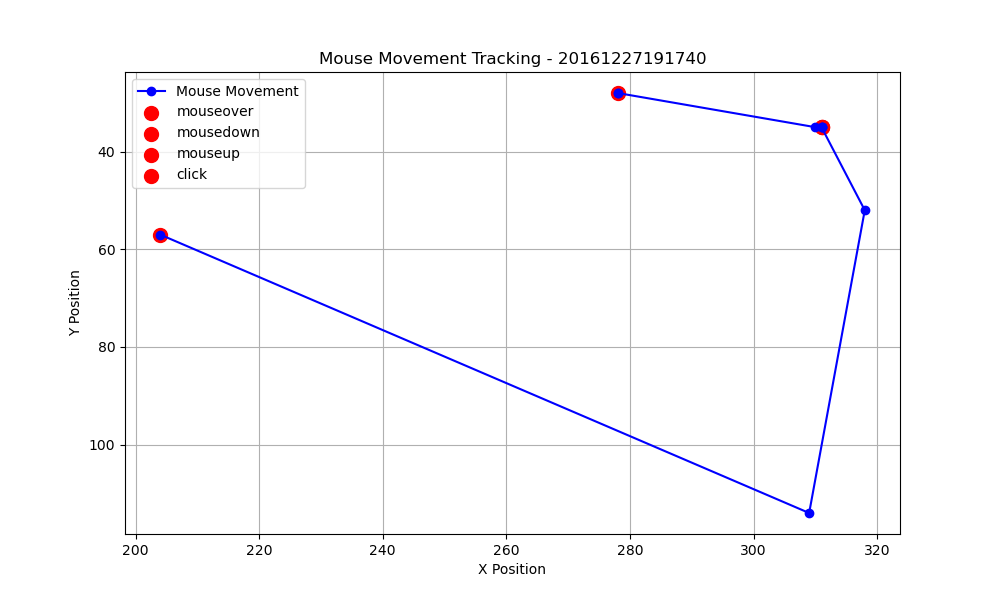 Mouse Movement Tracking - 20161227191740
Mouse Movement
mouseover
mousedown
mouseup
click
Y Position
40
60
80
100
200 220 240 260 280 300 320
X Position